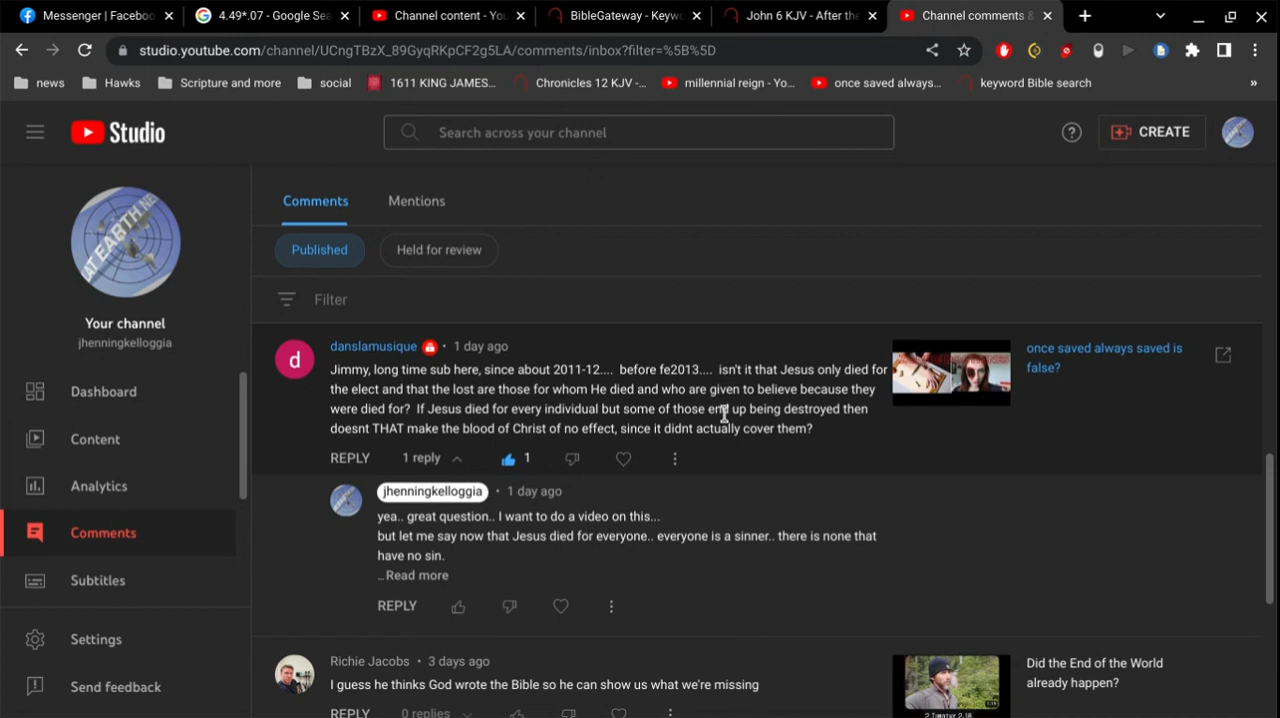 Messenger | Faceboo
4.49*.07 - Google Sea
Channel content - You
BibleGateway - Keywo
John 6 KJV - After the
Channel comments &
studio.youtube.com/channel/UCngTBzX_89GyqRKpCF2g5LA/comments/inbox?filter=%5B%5D
news
Hawks
Scripture and more
social
1611 KING JAMES...
Chronicles 12 KJV -...
millennial reign - Yo...
once saved always...
keyword Bible search
»
Studio
Search across your channel
CREATE
AT EARTH NE
Your channel
jhenningkelloggia
Dashboard
Content
Analytics
Comments
Subtitles
Settings
Send feedback
Comments
Mentions
Published
Held for review
Filter
d
danslamusique • 1 day ago
Jimmy, long time sub here, since about 2011-12.... before fe2013.... isn't it that Jesus only died for
the elect and that the lost are those for whom He died and who are given to believe because they
were died for? If Jesus died for every individual but some of those end up being destroyed then
doesnt THAT make the blood of Christ of no effect, since it didnt actually cover them?
REPLY
1 reply
1
once saved always saved is
false?
jhenningkelloggia • 1 day ago
yea.. great question.. I want to do a video on this...
but let me say now that Jesus died for everyone.. everyone is a sinner.. there is none that
have no sin.
...Read more
REPLY
Richie Jacobs • 3 days ago
I guess he thinks God wrote the Bible so he can show us what we're missing
REPLY
0 replies
Did the End of the World
already happen?
2 Timothy 2.18